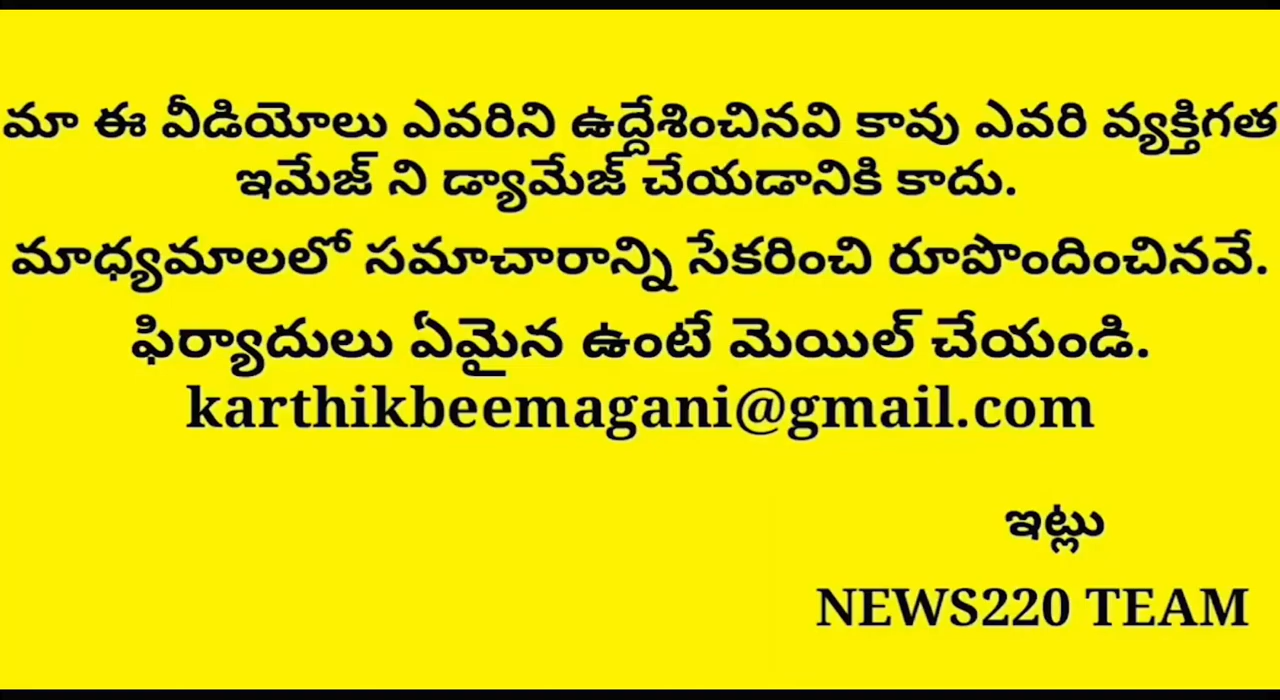 మా ఈ వీడియోలు ఎవరిని ఉద్దేశించినవి కావు ఎవరి వ్యక్తిగత
ఇమేజ్ ని డ్యామేజ్ చేయడానికి కాదు.
మాధ్యమాలలో సమాచారాన్ని సేకరించి రూపొందించినవే.
ఫిర్యాదులు ఏమైన ఉంటే మెయిల్ చేయండి.
karthikbeemagani@gmail.com
ఇట్లు
NEWS220 TEAM